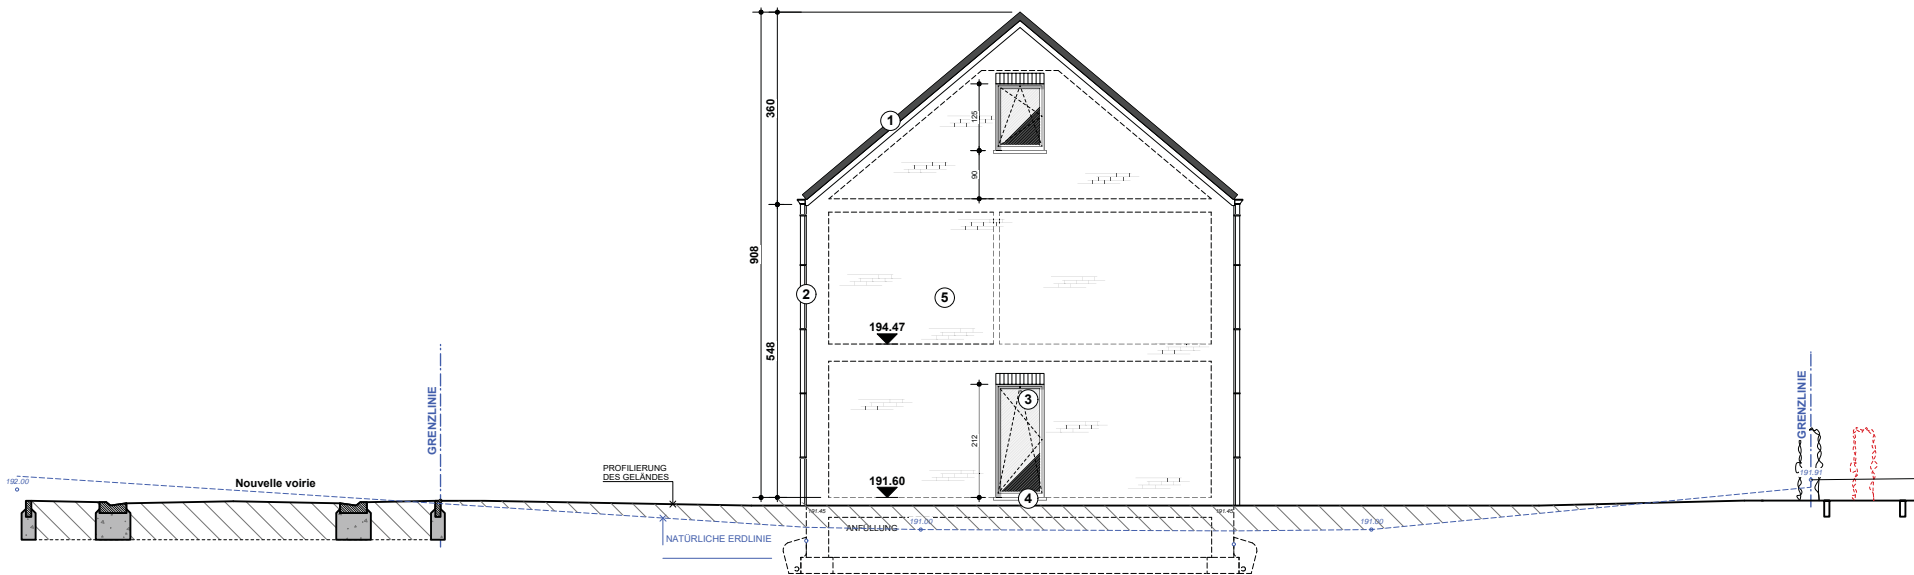 360
908
548
125
90
212
1
2
3
4
5
194.47
191.60
GRENZLINIE
GRENZLINIE
192.00
Nouvelle voirie
PROFILIERUNG
DES GELÄNDES
NATÜRLICHE ERDLINIE
191.45
ANFÜLLUNG
191.00
191.45
191.00
191.91